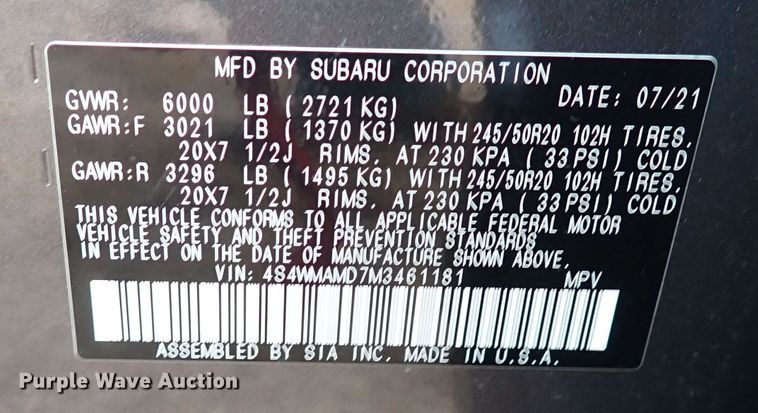 MFD BY SUBARU CORPORATION
GVWR: 6000 LB ( 2721 KG) DATE: 07/21
GAWR:F 3021 LB ( 1370 KG) WITH 245/50R20 102H TIRES,
20X7 1/2J RIMS, AT 230 KPA ( 33 PSI) COLD
GAWR:R 3296 LB ( 1495 KG) WITH 245/50R20 102H TIRES,
20X7 1/2J RIMS, AT 230 KPA ( 33 PSI) COLD
THIS VEHICLE CONFORMS TO ALL APPLICABLE FEDERAL MOTOR
VEHICLE SAFETY AND THEFT PREVENTION STANDARDS
IN EFFECT ON THE DATE OF MANUFACTURE SHOWN ABOVE.
VIN: 4S4WMAMD7M3461181 MPV
ASSEMBLED BY SIA INC. MADE IN U.S.A.
Purple Wave Auction